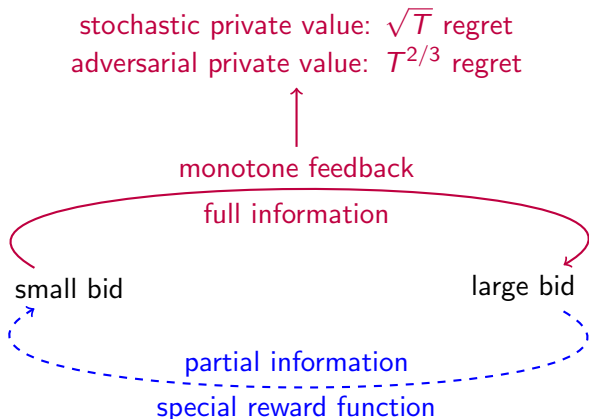 stochastic private value: √T regret
adversarial private value: T^{2/3} regret
monotone feedback
full information
small bid
large bid
partial information
special reward function